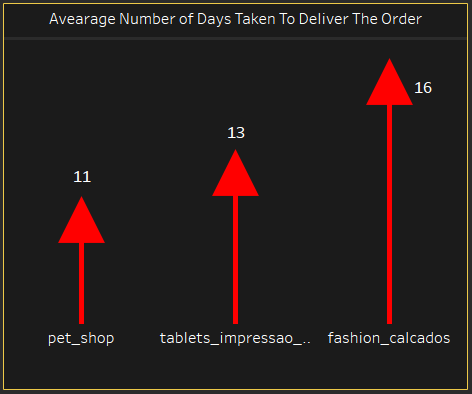 Avearage Number of Days Taken To Deliver The Order
16
13
11
pet_shop tablets_impressao_.. fashion_calcados